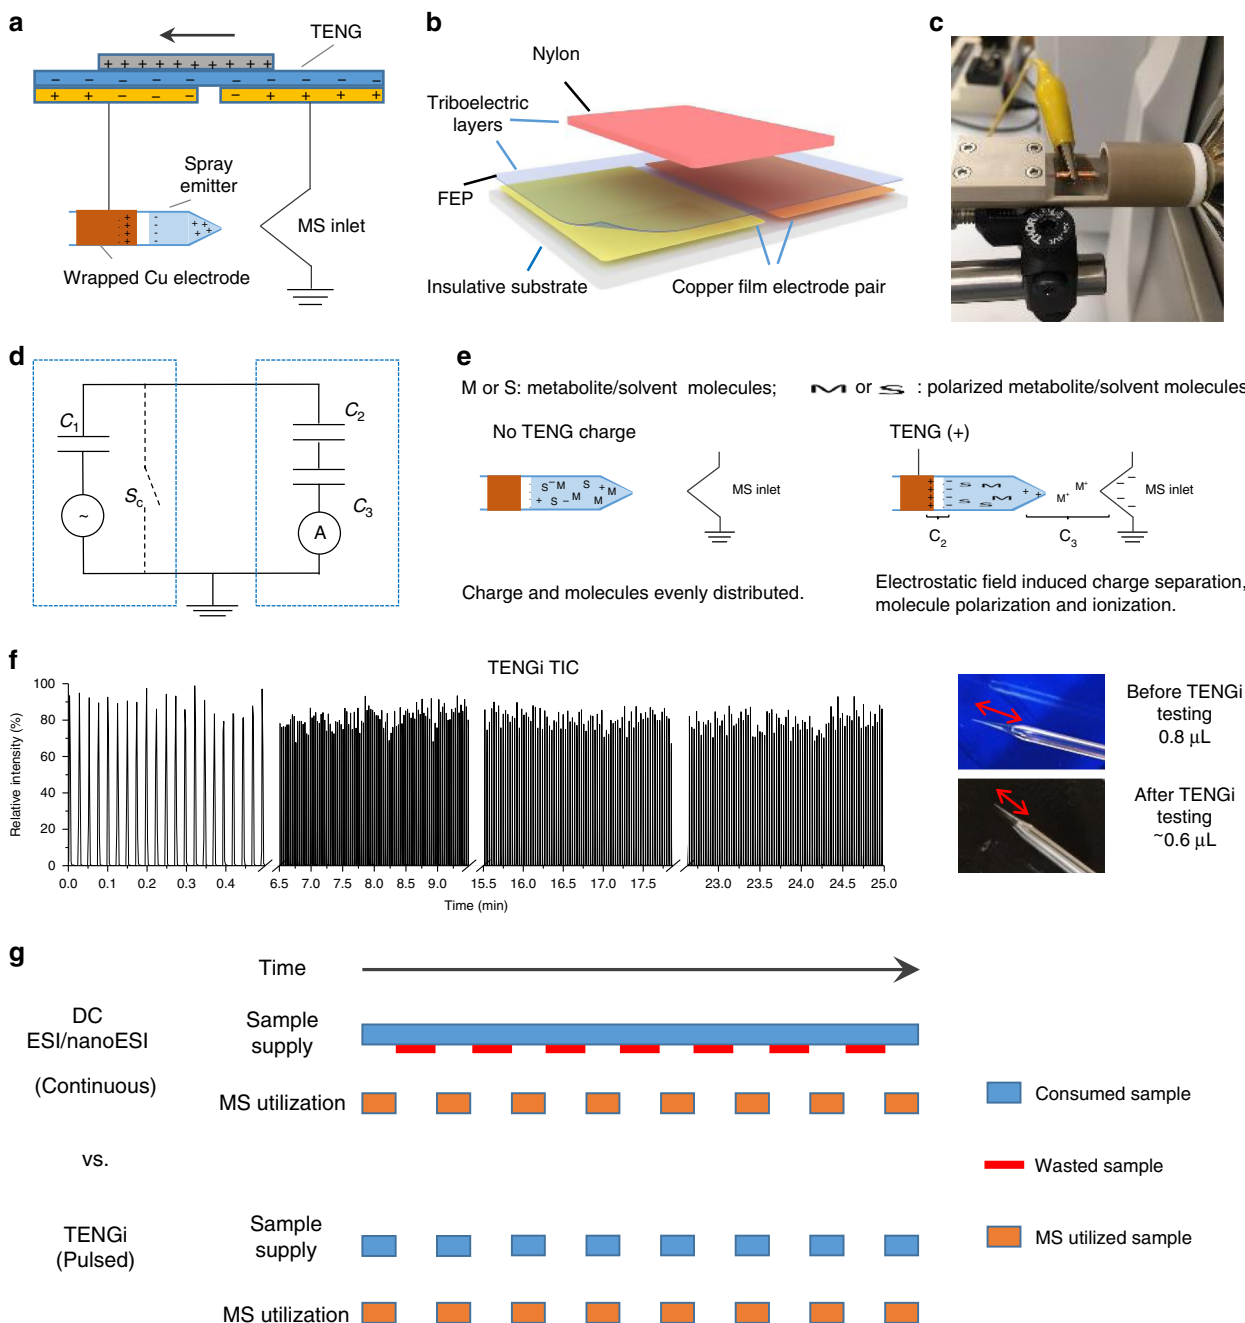 a
TENG
+ + + + + + + + + +
− − − − − − − − − − −
+ + − − − − + + + +
Spray
emitter
MS inlet
Wrapped Cu electrode
b
Nylon
Triboelectric
layers
FEP
Insulative substrate
Copper film electrode pair
c
THOR
d
C1
Sc
~
C2
C3
A
e
M or S: metabolite/solvent molecules; M or S : polarized metabolite/solvent molecules
No TENG charge
S − M S + M
+ S − M M
MS inlet
Charge and molecules evenly distributed.
TENG (+)
S M
S S M
M+
M+
MS inlet
C2
C3
Electrostatic field induced charge separation,
molecule polarization and ionization.
f
TENGi TIC
Relative intensity (%)
100
80
60
40
20
0
0.0 0.1 0.2 0.3 0.4 6.5 7.0 7.5 8.0 8.5 9.0 15.5 16.0 16.5 17.0 17.5 23.0 23.5 24.0 24.5 25.0
Time (min)
Before TENGi
testing
0.8 μL
After TENGi
testing
~0.6 μL
g
Time
DC
ESI/nanoESI
(Continuous)
Sample
supply
MS utilization
vs.
TENGi
(Pulsed)
Sample
supply
MS utilization
Consumed sample
Wasted sample
MS utilized sample